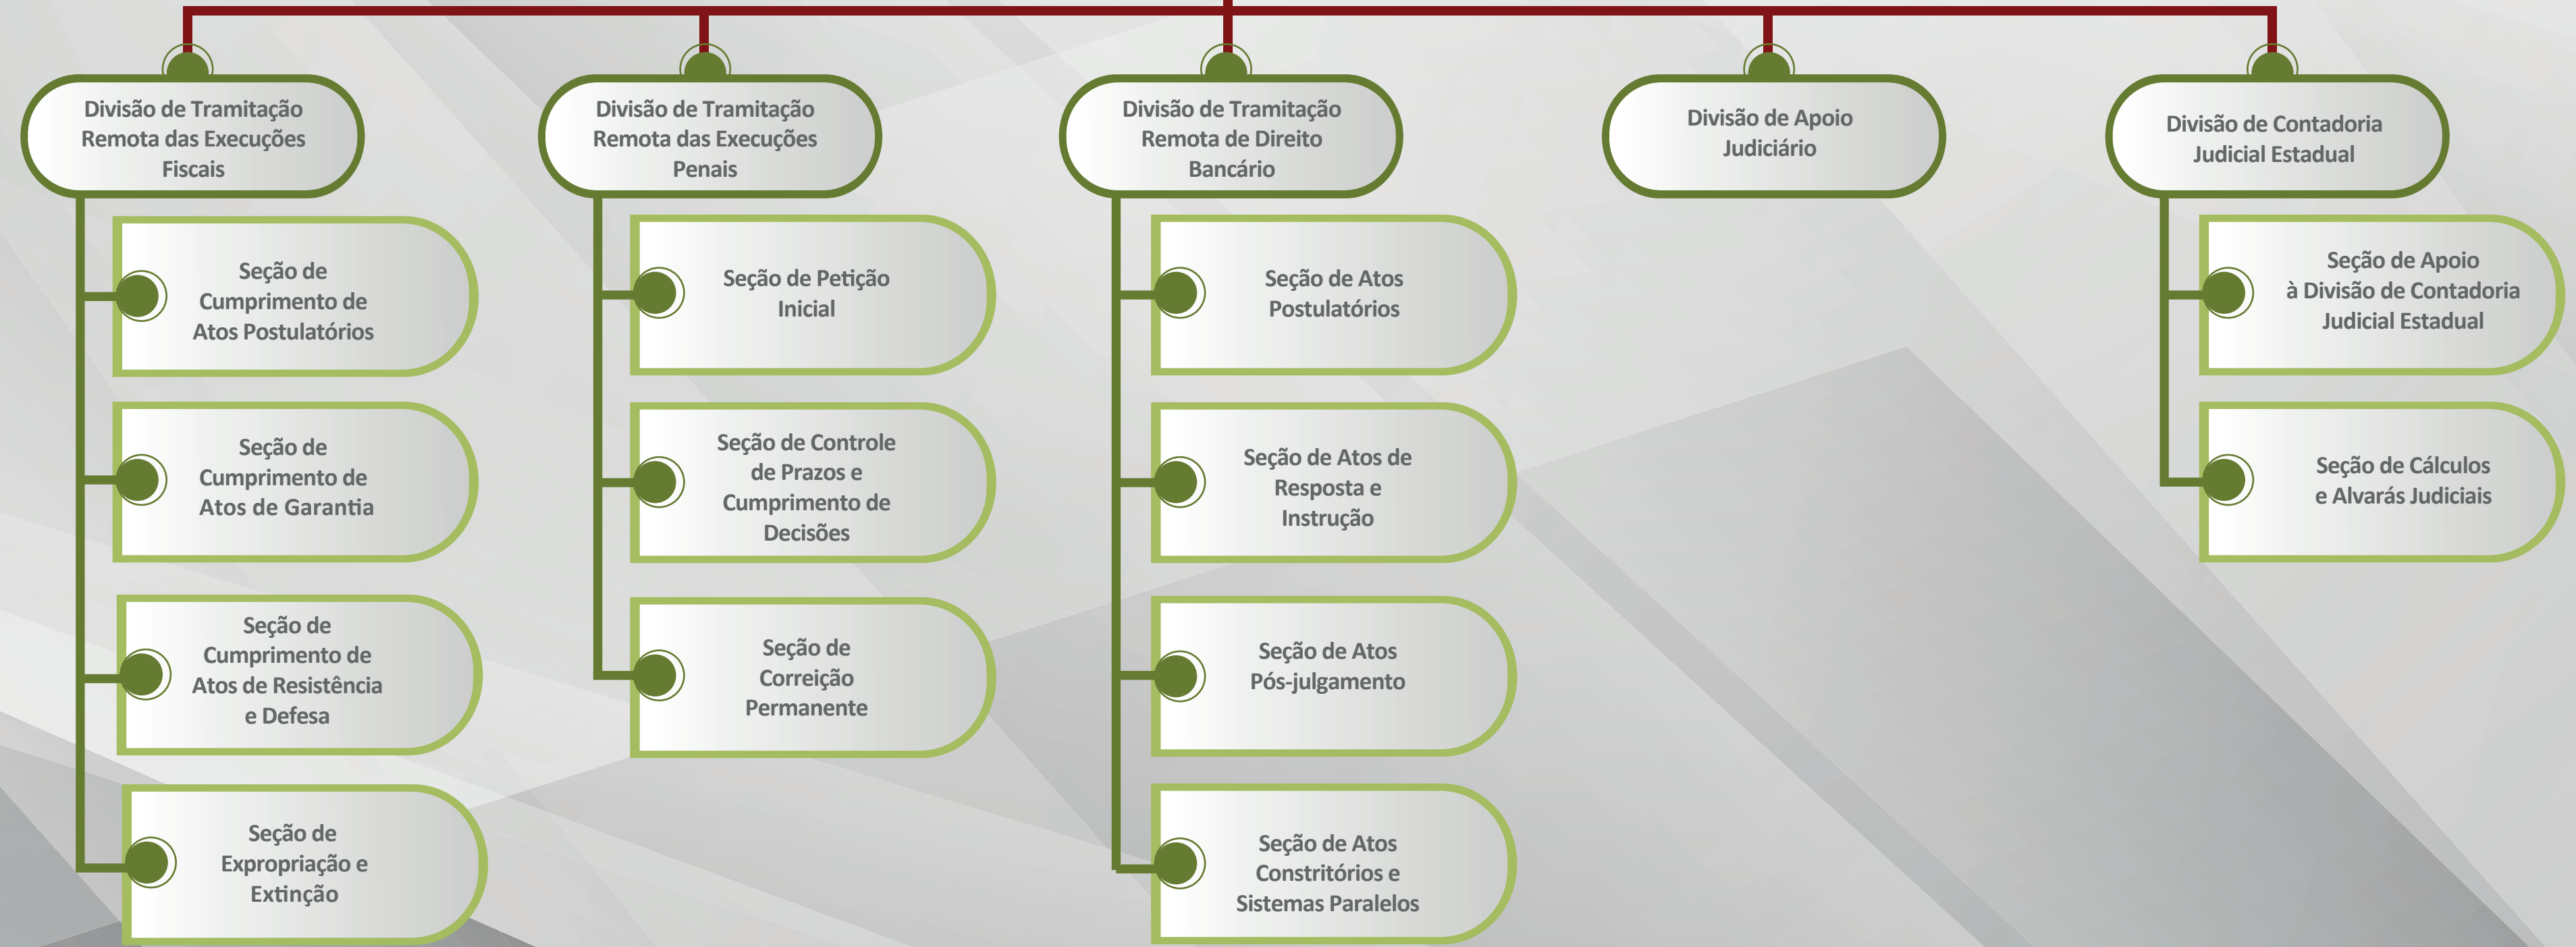 Divisão de Tramitação
Remota das Execuções
Fiscais
Seção de
Cumprimento de
Atos Postulatórios
Seção de
Cumprimento de
Atos de Garantia
Seção de
Cumprimento de
Atos de Resistência
e Defesa
Seção de
Expropriação e
Extinção
Divisão de Tramitação
Remota das Execuções
Penais
Seção de Petição
Inicial
Seção de Controle
de Prazos e
Cumprimento de
Decisões
Seção de
Correição
Permanente
Divisão de Tramitação
Remota de Direito
Bancário
Seção de Atos
Postulatórios
Seção de Atos de
Resposta e
Instrução
Seção de Atos
Pós-julgamento
Seção de Atos
Constritórios e
Sistemas Paralelos
Divisão de Apoio
Judiciário
Divisão de Contadoria
Judicial Estadual
Seção de Apoio
à Divisão de Contadoria
Judicial Estadual
Seção de Cálculos
e Alvarás Judiciais